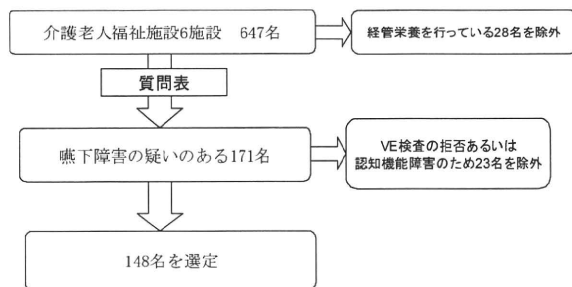 介護老人福祉施設6施設　647名
経管栄養を行っている28名を除外
質問表
嚥下障害の疑いのある171名
VE検査の拒否あるいは
認知機能障害のため23名を除外
148名を選定